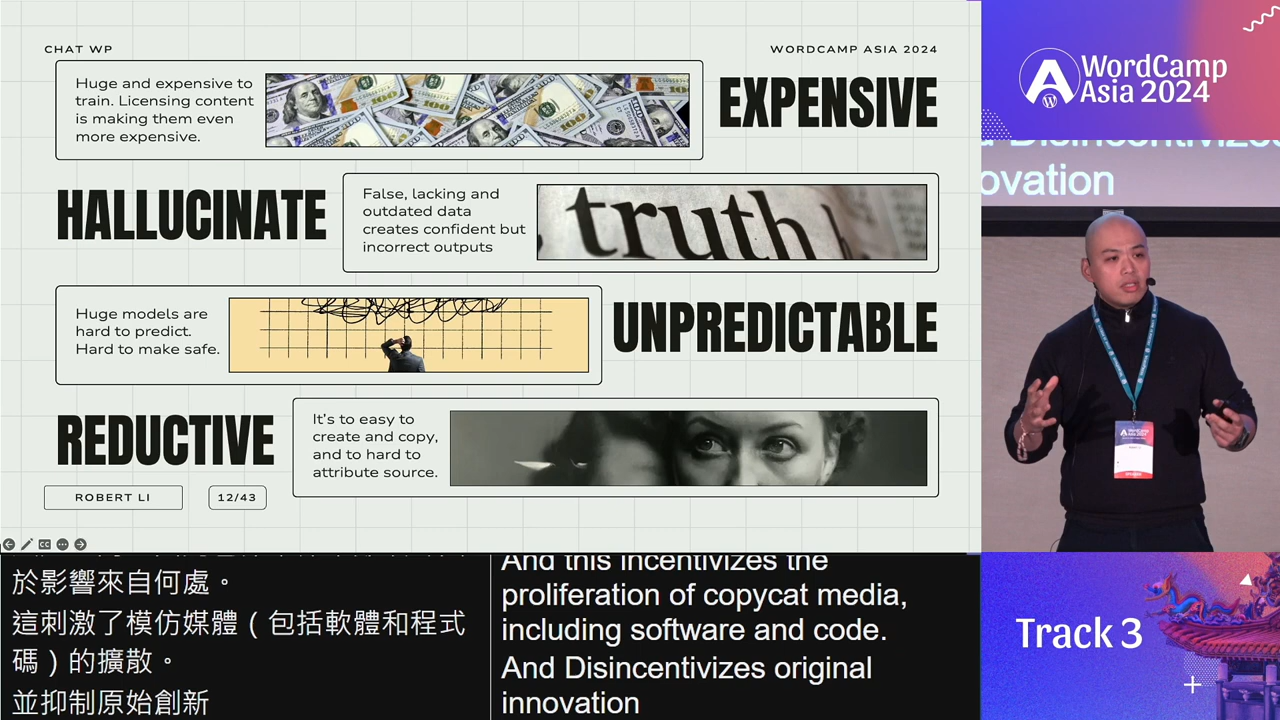 CHAT WP
WORDCAMP ASIA 2024
Huge and expensive to
train. Licensing content
is making them even
more expensive.
EXPENSIVE
HALLUCINATE
False, lacking and
outdated data
creates confident but
incorrect outputs
truth
Huge models are
hard to predict.
Hard to make safe.
UNPREDICTABLE
REDUCTIVE
It's to easy to
create and copy,
and to hard to
attribute source.
ROBERT LI
12/43
於影響來自何處。
這刺激了模仿媒體(包括軟體和程式
碼)的擴散。
並抑制原始創新
And this incentivizes the
proliferation of copycat media,
including software and code.
And Disincentivizes original
innovation
WordCamp
Asia 2024
Disincentivizes
ovation
Track 3